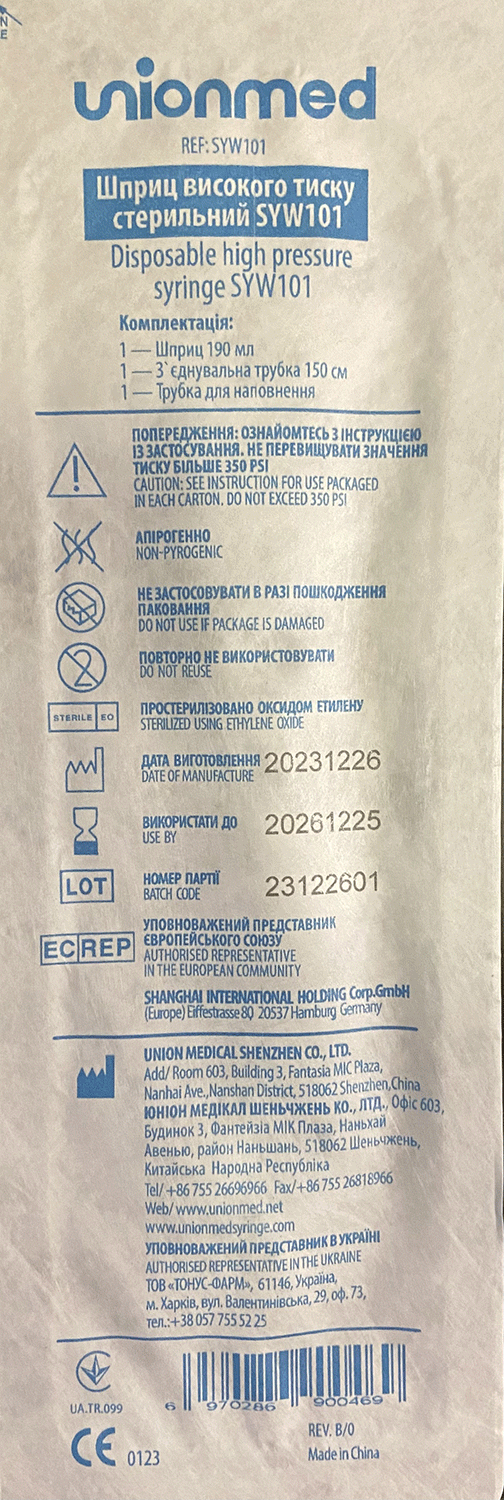 N
E
unionmed
REF: SYW101
Шприц високого тиску
стерильний SYW101
Disposable high pressure
syringe SYW101
Комплектація:
1 — Шприц 190 мл
1 — З`єднувальна трубка 150 см
1 — Трубка для наповнення
ПОПЕРЕДЖЕННЯ: ОЗНАЙОМТЕСЬ З ІНСТРУКЦІЄЮ
ІЗ ЗАСТОСУВАННЯ. НЕ ПЕРЕВИЩУВАТИ ЗНАЧЕННЯ
ТИСКУ БІЛЬШЕ 350 PSI
CAUTION: SEE INSTRUCTION FOR USE PACKAGED
IN EACH CARTON. DO NOT EXCEED 350 PSI
АПІРОГЕННО
NON-PYROGENIC
НЕ ЗАСТОСОВУВАТИ В РАЗІ ПОШКОДЖЕННЯ
ПАКОВАННЯ
DO NOT USE IF PACKAGE IS DAMAGED
2
ПОВТОРНО НЕ ВИКОРИСТОВУВАТИ
DO NOT REUSE
STERILE EO
ПРОСТЕРИЛІЗОВАНО ОКСИДОМ ЕТИЛЕНУ
STERILIZED USING ETHYLENE OXIDE
ДАТА ВИГОТОВЛЕННЯ 20231226
DATE OF MANUFACTURE
ВИКОРИСТАТИ ДО 20261225
USE BY
LOT
НОМЕР ПАРТІЇ 23122601
BATCH CODE
EC REP
УПОВНОВАЖЕНИЙ ПРЕДСТАВНИК
ЄВРОПЕЙСЬКОГО СОЮЗУ
AUTHORISED REPRESENTATIVE
IN THE EUROPEAN COMMUNITY
SHANGHAI INTERNATIONAL HOLDING Corp.GmbH
(Europe) Eiffestrasse 80, 20537 Hamburg Germany
UNION MEDICAL SHENZHEN CO., LTD.
Add/ Room 603, Building 3, Fantasia MIC Plaza,
Nanhai Ave.,Nanshan District, 518062 Shenzhen,China
ЮНІОН МЕДІКАЛ ШЕНЬЧЖЕНЬ КО., ЛТД., Офіс 603,
Будинок 3, Фантейзіа МІК Плаза, Наньхай
Авенью, район Наньшань, 518062 Шеньчжень,
Китайська Народна Республіка
Tel/ +86 755 26696966 Fax/+86 755 26818966
Web/ www.unionmed.net
www.unionmedsyringe.com
УПОВНОВАЖЕНИЙ ПРЕДСТАВНИК В УКРАЇНІ
AUTHORISED REPRESENTATIVE IN THE UKRAINE
ТОВ «ТОНУС-ФАРМ», 61146, Україна,
м. Харків, вул. Валентинівська, 29, оф. 73,
тел.:+38 057 755 52 25
UA.TR.099
6 970286 900469
CE 0123
REV. B/0
Made in China